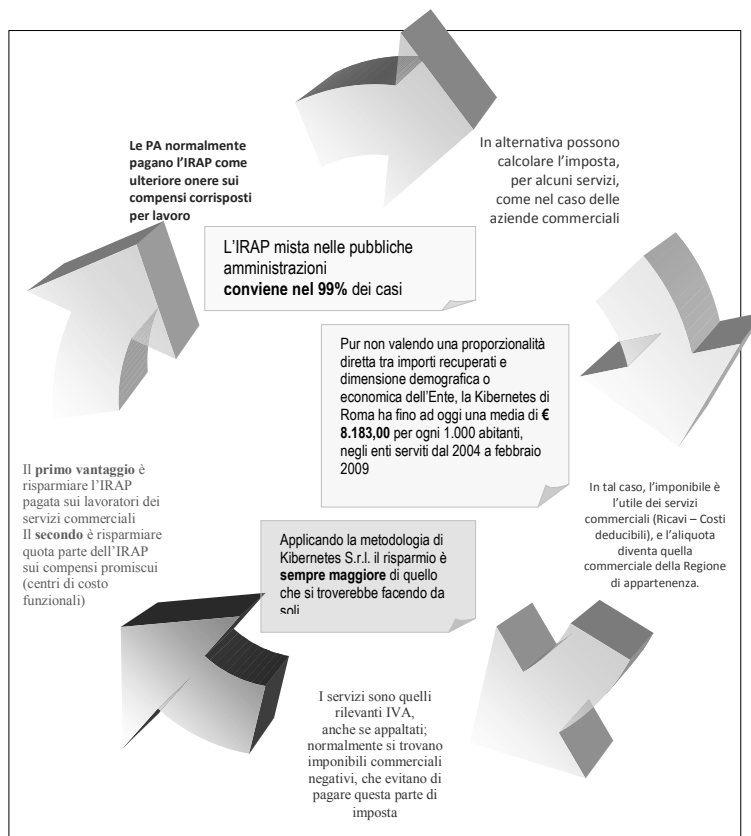 Le PA normalmente
pagano l’IRAP come
ulteriore onere sui
compensi corrisposti
per lavoro
In alternativa possono
calcolare l’imposta,
per alcuni servizi,
come nel caso delle
aziende commerciali
L’IRAP mista nelle pubbliche
amministrazioni
conviene nel 99% dei casi
Pur non valendo una proporzionalità
diretta tra importi recuperati e
dimensione demografica o
economica dell’Ente, la Kibernetes di
Roma ha fino ad oggi una media di €
8.183,00 per ogni 1.000 abitanti,
negli enti serviti dal 2004 a febbraio
2009
Il primo vantaggio è
risparmiare l’IRAP
pagata sui lavoratori dei
servizi commerciali
Il secondo è risparmiare
quota parte dell’IRAP
sui compensi promiscui
(centri di costo
funzionali)
In tal caso, l’imponibile è
l’utile dei servizi
commerciali (Ricavi – Costi
deducibili), e l’aliquota
diventa quella
commerciale della Regione
di appartenenza.
Applicando la metodologia di
Kibernetes S.r.l. il risparmio è
sempre maggiore di quello
che si troverebbe facendo da
soli
I servizi sono quelli
rilevanti IVA,
anche se appaltati;
normalmente si trovano
imponibili commerciali
negativi, che evitano di
pagare questa parte di
imposta